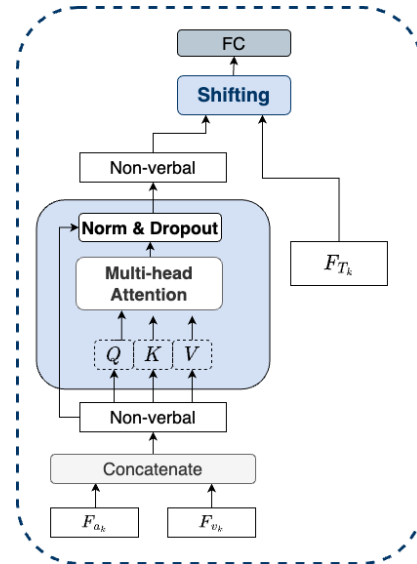 FC
Shifting
Non-verbal
Norm & Dropout
F_{T_k}
Multi-head
Attention
Q K V
Non-verbal
Concatenate
F_{a_k} F_{v_k}